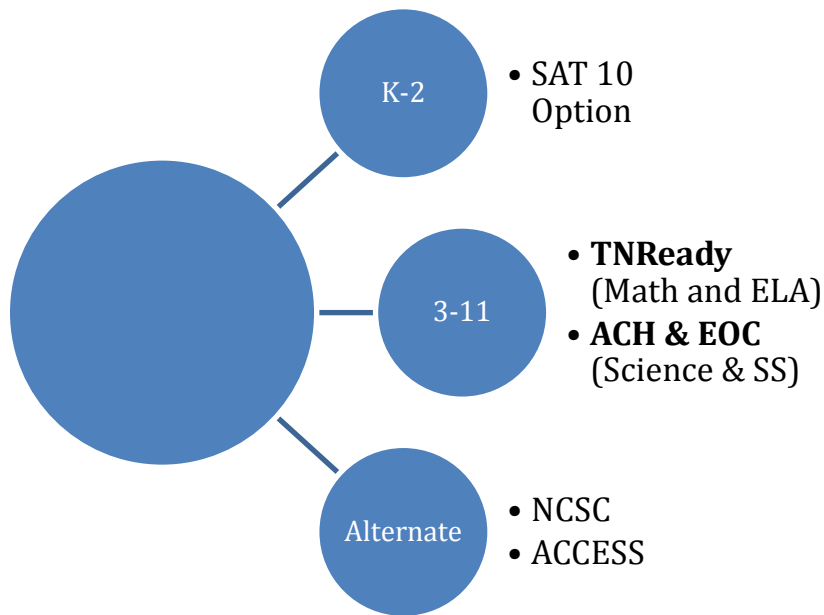 K-2
• SAT 10
Option
3-11
• TNReady
(Math and ELA)
• ACH & EOC
(Science & SS)
Alternate
• NCSC
• ACCESS